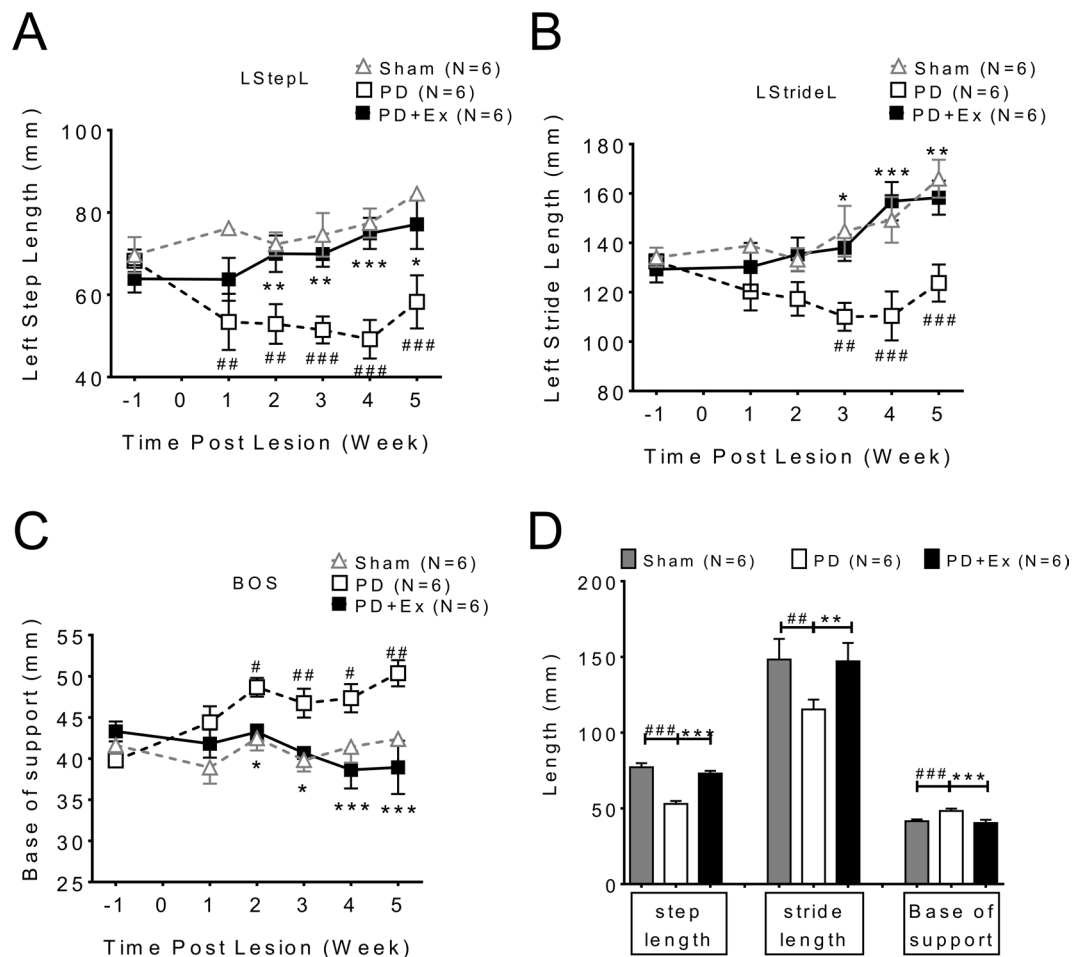 A
LStepL
Sham (N=6)
PD (N=6)
PD+Ex (N=6)
Left Step Length (mm)
100
80
60
40
** ** *** *
## ## ### ### ###
-1 0 1 2 3 4 5
Time Post Lesion (Week)
B
LStrideL
Sham (N=6)
PD (N=6)
PD+Ex (N=6)
Left Stride Length (mm)
180
160
140
120
100
80
* *** **
## ### ###
-1 0 1 2 3 4 5
Time Post Lesion (Week)
C
BOS
Sham (N=6)
PD (N=6)
PD+Ex (N=6)
Base of support (mm)
55
50
45
40
35
30
25
# ## # ##
* * *** ***
-1 0 1 2 3 4 5
Time Post Lesion (Week)
D
Sham (N=6) PD (N=6) PD+Ex (N=6)
Length (mm)
200
150
100
50
0
### ***
## **
### ***
step
length
stride
length
Base of
support